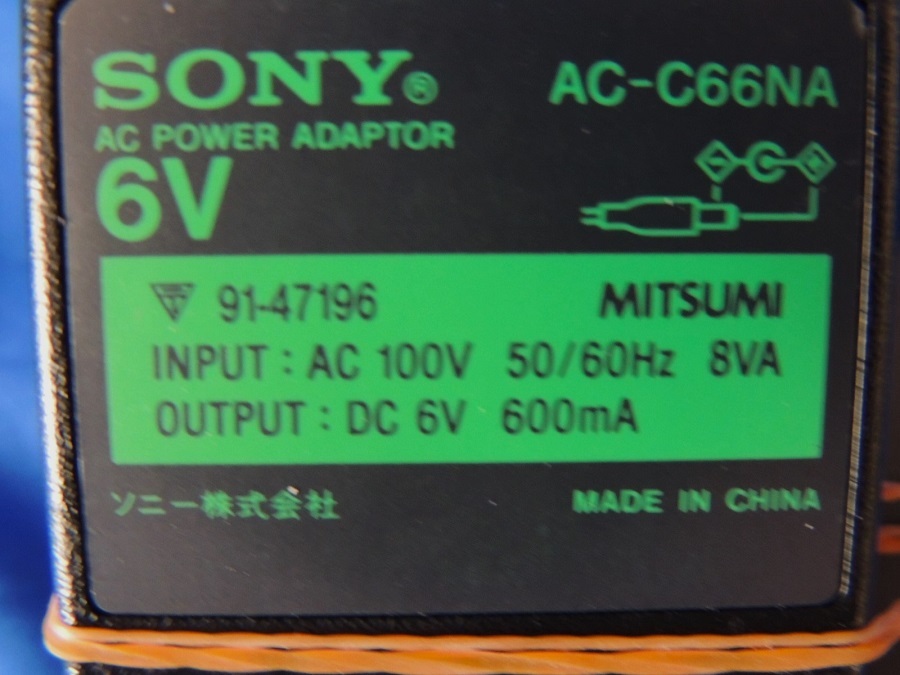 SONY®
AC-C66NA
AC POWER ADAPTOR
6V
91-47196 MITSUMI
INPUT : AC 100V 50/60Hz 8VA
OUTPUT : DC 6V 600mA
ソニー株式会社 MADE IN CHINA